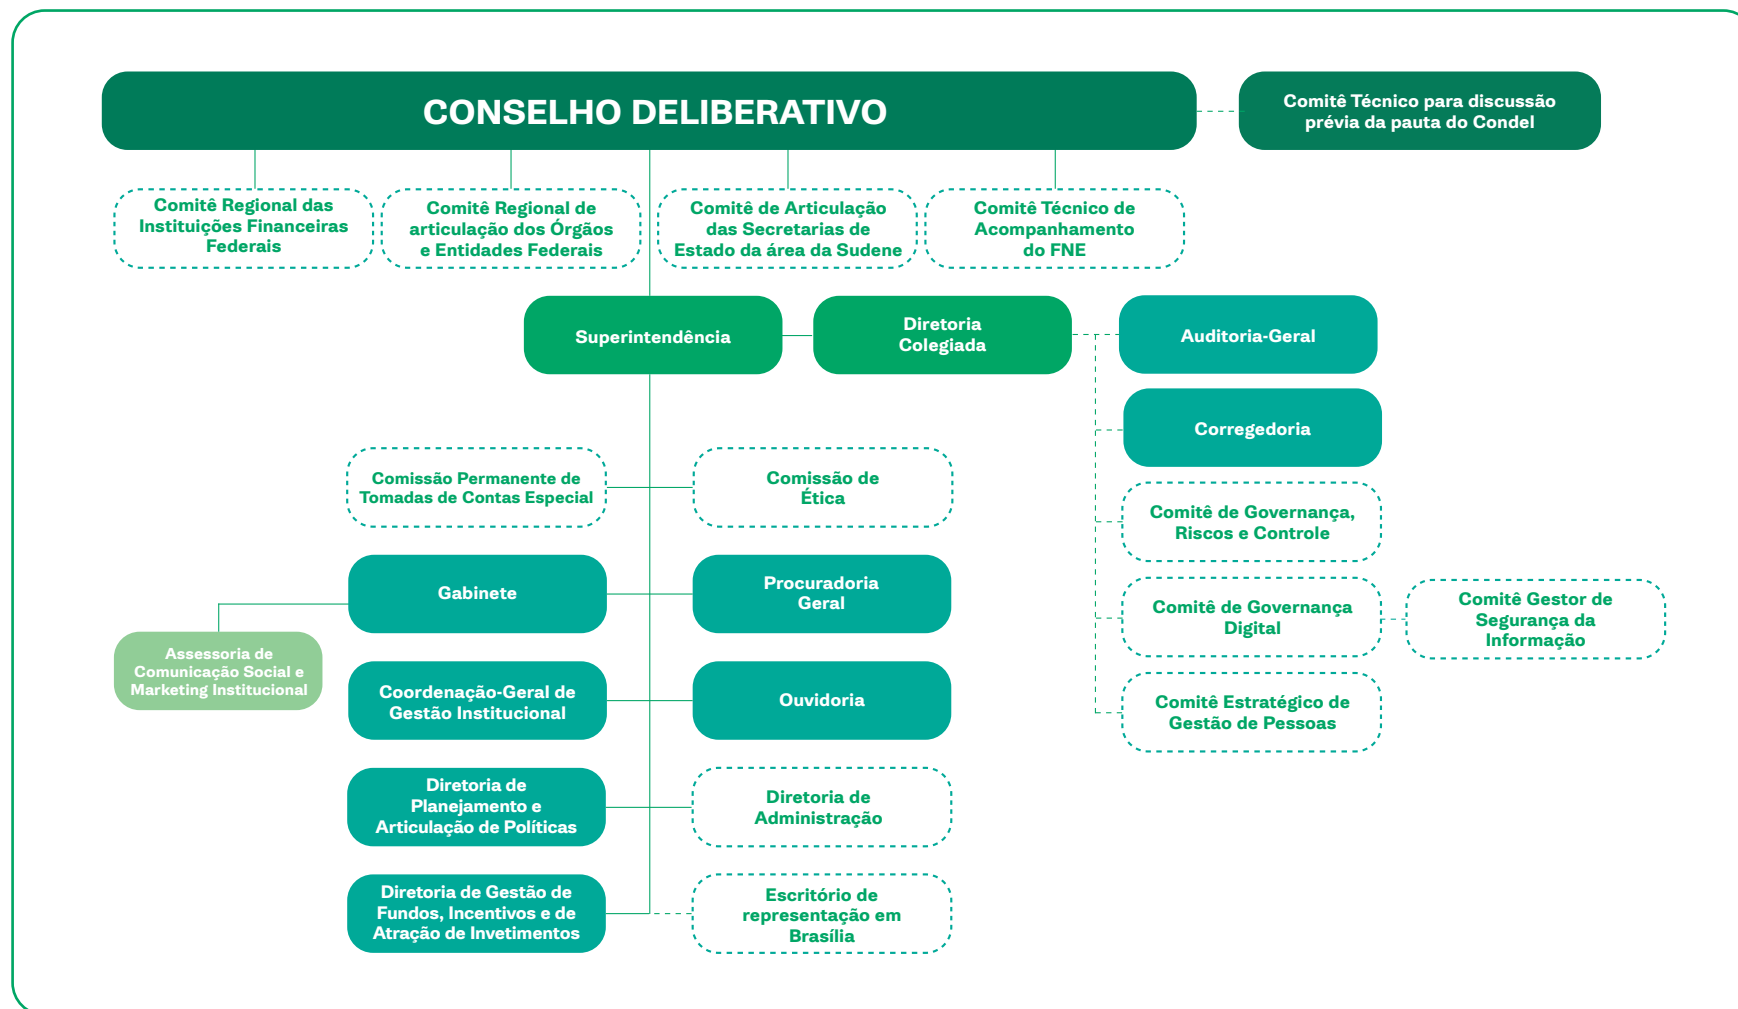 CONSELHO DELIBERATIVO
Comitê Técnico para discussão
prévia da pauta do Condel
Comitê Regional das
Instituições Financeiras
Federais
Comitê Regional de
articulação dos Órgãos
e Entidades Federais
Comitê de Articulação
das Secretarias de
Estado da área da Sudene
Comitê Técnico de
Acompanhamento
do FNE
Superintendência
Diretoria
Colegiada
Auditoria-Geral
Corregedoria
Comissão Permanente de
Tomadas de Contas Especial
Comissão de
Ética
Comitê de Governança,
Riscos e Controle
Gabinete
Procuradoria
Geral
Comitê de Governança
Digital
Comitê Gestor de
Segurança da
Informação
Assessoria de
Comunicação Social e
Marketing Institucional
Coordenação-Geral de
Gestão Institucional
Ouvidoria
Comitê Estratégico de
Gestão de Pessoas
Diretoria de
Planejamento e
Articulação de Políticas
Diretoria de
Administração
Diretoria de Gestão de
Fundos, Incentivos e de
Atração de Invetimentos
Escritório de
representação em
Brasília